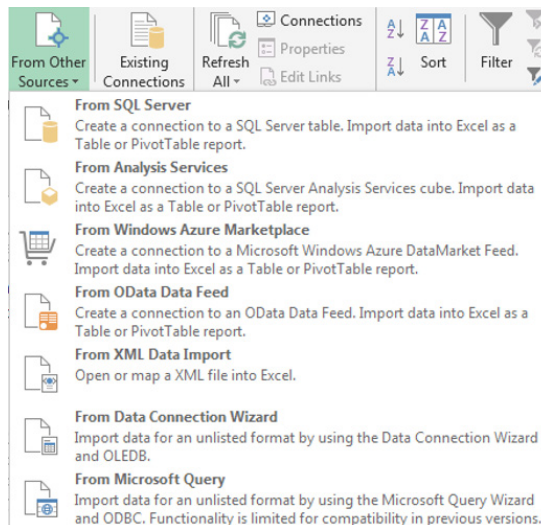 From Other
Sources
Existing
Connections
Refresh
All
Connections
Properties
Edit Links
A
Z
Z
A
Z A
A Z
Sort
Filter
From SQL Server
Create a connection to a SQL Server table. Import data into Excel as a
Table or PivotTable report.
From Analysis Services
Create a connection to a SQL Server Analysis Services cube. Import data
into Excel as a Table or PivotTable report.
From Windows Azure Marketplace
Create a connection to a Microsoft Windows Azure DataMarket Feed.
Import data into Excel as a Table or PivotTable report.
From OData Data Feed
Create a connection to an OData Data Feed. Import data into Excel as a
Table or PivotTable report.
From XML Data Import
Open or map a XML file into Excel.
From Data Connection Wizard
Import data for an unlisted format by using the Data Connection Wizard
and OLEDB.
From Microsoft Query
Import data for an unlisted format by using the Microsoft Query Wizard
and ODBC. Functionality is limited for compatibility in previous versions.